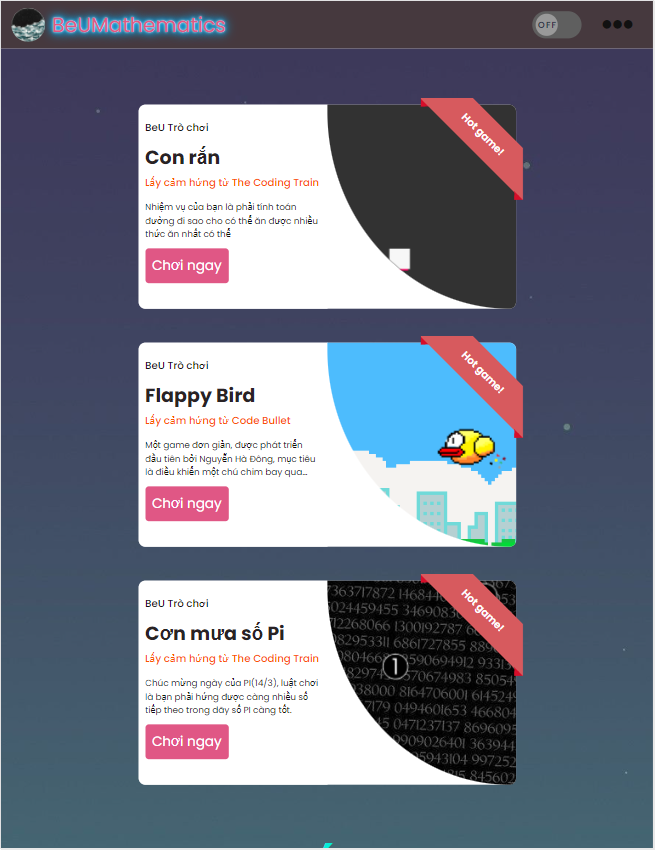 BeUMathematics
OFF
BeU Trò chơi
Con rắn
Lấy cảm hứng từ The Coding Train
Nhiệm vụ của bạn là phải tính toán
đường đi sao cho có thể ăn được nhiều
thức ăn nhất có thể
Chơi ngay
Hot game!
BeU Trò chơi
Flappy Bird
Lấy cảm hứng từ Code Bullet
Một game đơn giản, được phát triển
đầu tiên bởi Nguyễn Hà Đông, mục tiêu
là điều khiển một chú chim bay qua...
Chơi ngay
Hot game!
BeU Trò chơi
Cơn mưa số Pi
Lấy cảm hứng từ The Coding Train
Chúc mừng ngày của PI(14/3), luật chơi
là bạn phải hứng được càng nhiều số
tiếp theo trong dãy số PI càng tốt.
Chơi ngay
Hot game!
1